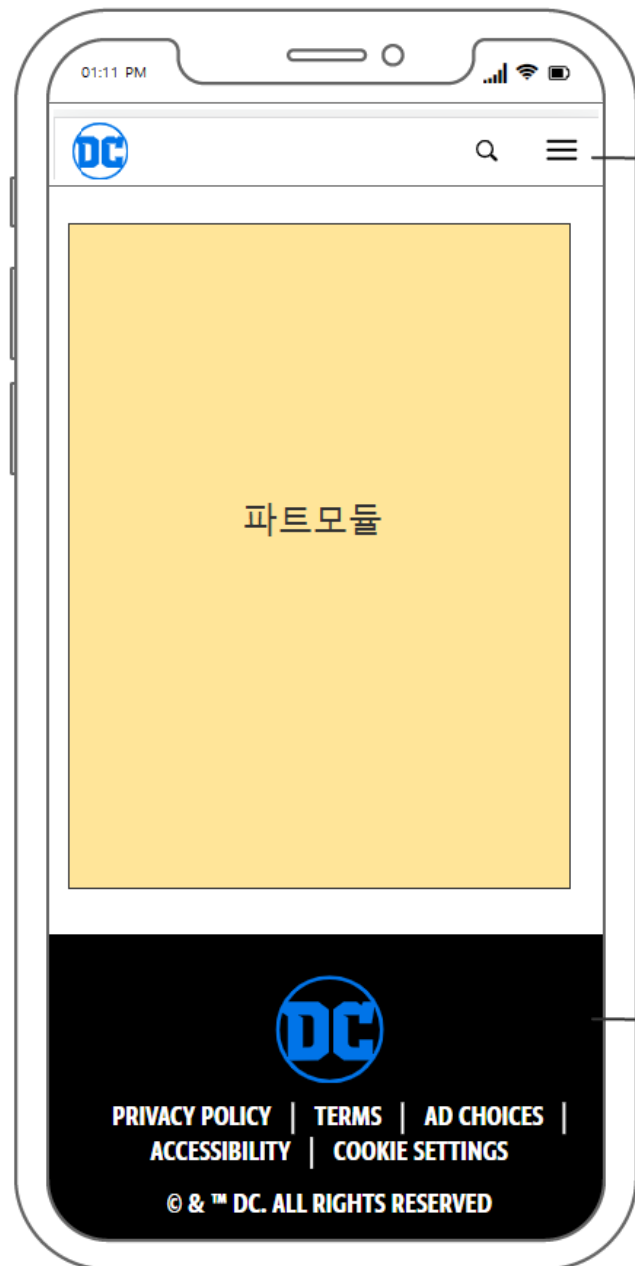 01:11 PM
DC
파트모듈
DC
PRIVACY POLICY | TERMS | AD CHOICES |
ACCESSIBILITY | COOKIE SETTINGS
© & ™ DC. ALL RIGHTS RESERVED